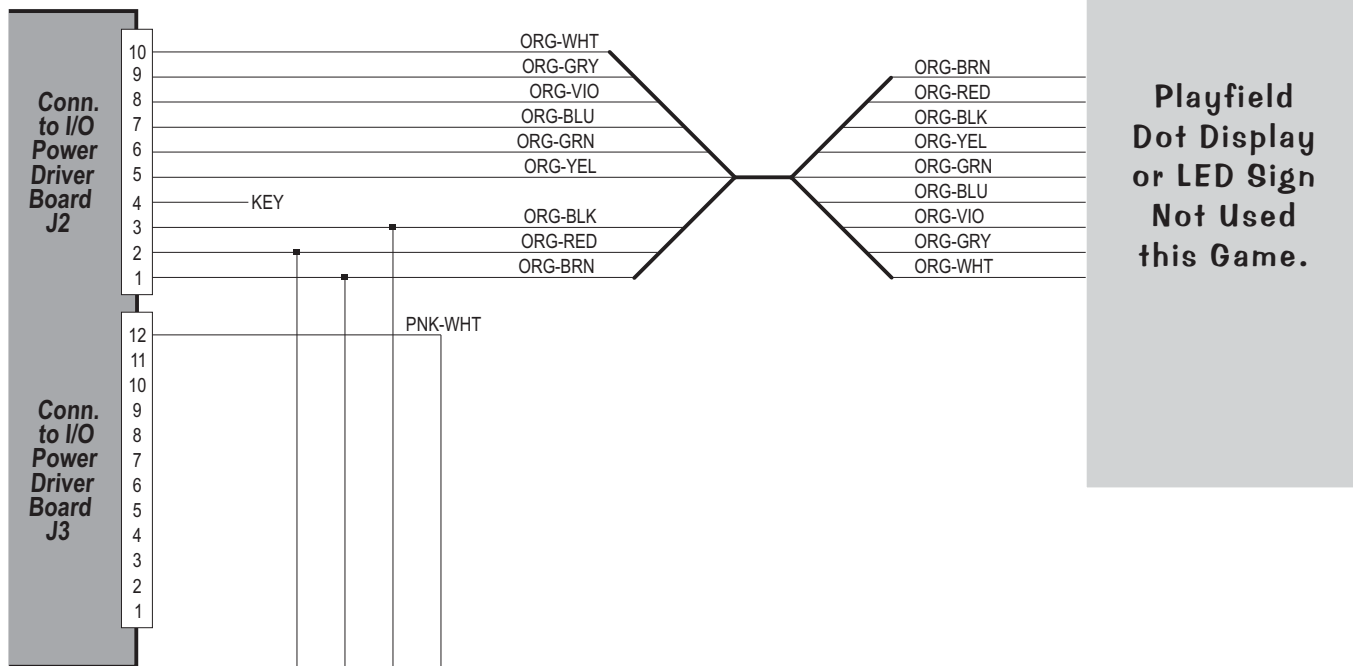 Conn.
to I/O
Power
Driver
Board
J2
10
9
8
7
6
5
4
3
2
1
ORG-WHT
ORG-GRY
ORG-VIO
ORG-BLU
ORG-GRN
ORG-YEL
KEY
ORG-BLK
ORG-RED
ORG-BRN
ORG-BRN
ORG-RED
ORG-BLK
ORG-YEL
ORG-GRN
ORG-BLU
ORG-VIO
ORG-GRY
ORG-WHT
Playfield
Dot Display
or LED Sign
Not Used
this Game.
Conn.
to I/O
Power
Driver
Board
J3
12
11
10
9
8
7
6
5
4
3
2
1
PNK-WHT